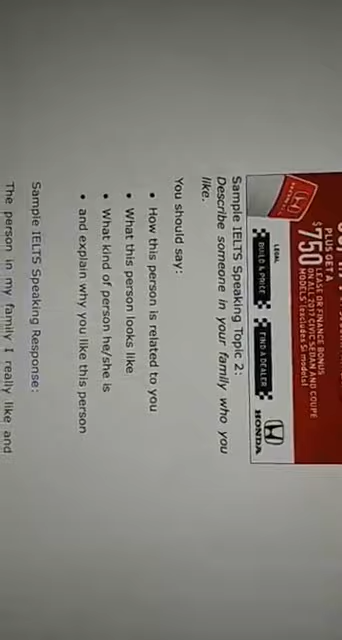 PLUS GET A
$750 LEASE OR FINANCE BONUS
ON ALL 2017 CIVIC SEDAN AND COUPE
MODELS (excludes Si models)
LEGAL
BUILD & PRICE
FIND A DEALER
HONDA
Sample IELTS Speaking Topic 2:
Describe someone in your family who you
like.
You should say:
• How this person is related to you
• What this person looks like
• What kind of person he/she is
• and explain why you like this person
Sample IELTS Speaking Response:
The person in my family I really like and